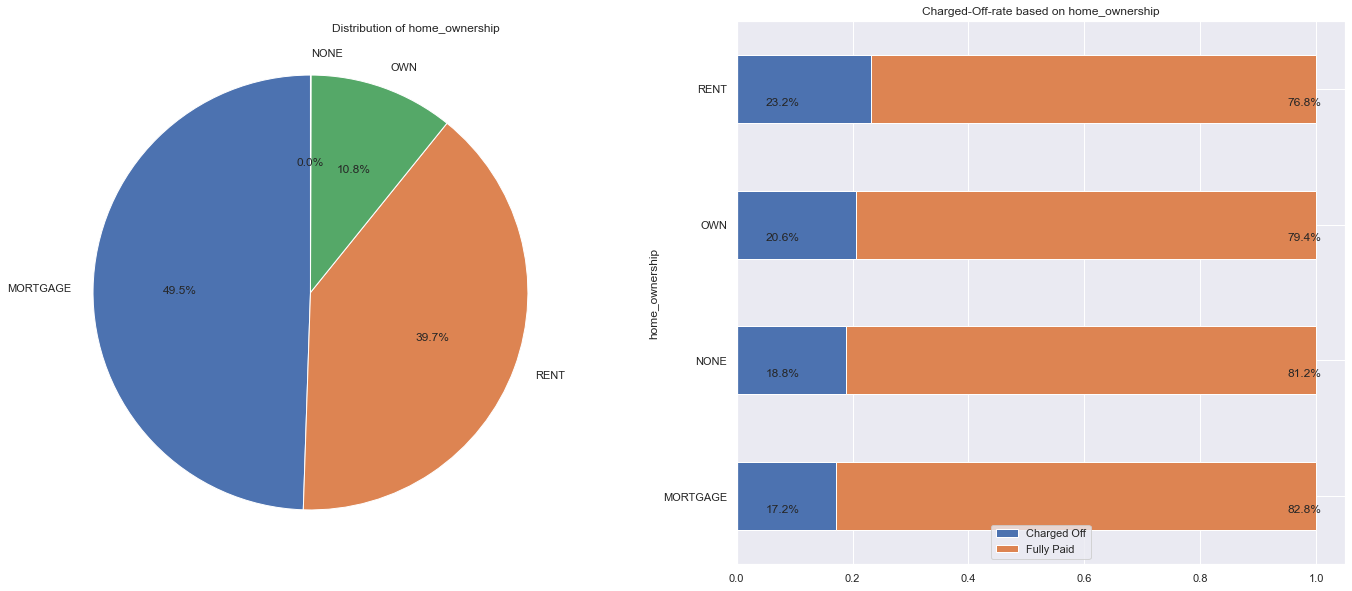 Distribution of home_ownership
NONE
OWN
0.0%
10.8%
MORTGAGE
49.5%
39.7%
RENT
Charged-Off-rate based on home_ownership
home_ownership
RENT
23.2%
76.8%
OWN
20.6%
79.4%
NONE
18.8%
81.2%
MORTGAGE
17.2%
82.8%
Charged Off
Fully Paid
0.0 0.2 0.4 0.6 0.8 1.0